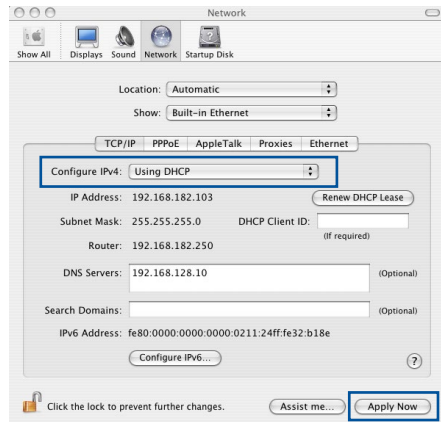 Network
Show All Displays Sound Network Startup Disk
Location: Automatic
Show: Built-in Ethernet
TCP/IP PPPoE AppleTalk Proxies Ethernet
Configure IPv4: Using DHCP
IP Address: 192.168.182.103 Renew DHCP Lease
Subnet Mask: 255.255.255.0 DHCP Client ID:
(If required)
Router: 192.168.182.250
DNS Servers: 192.168.128.10 (Optional)
Search Domains: (Optional)
IPv6 Address: fe80:0000:0000:0000:0211:24ff:fe32:b18e
Configure IPv6... ?
Click the lock to prevent further changes. Assist me... Apply Now